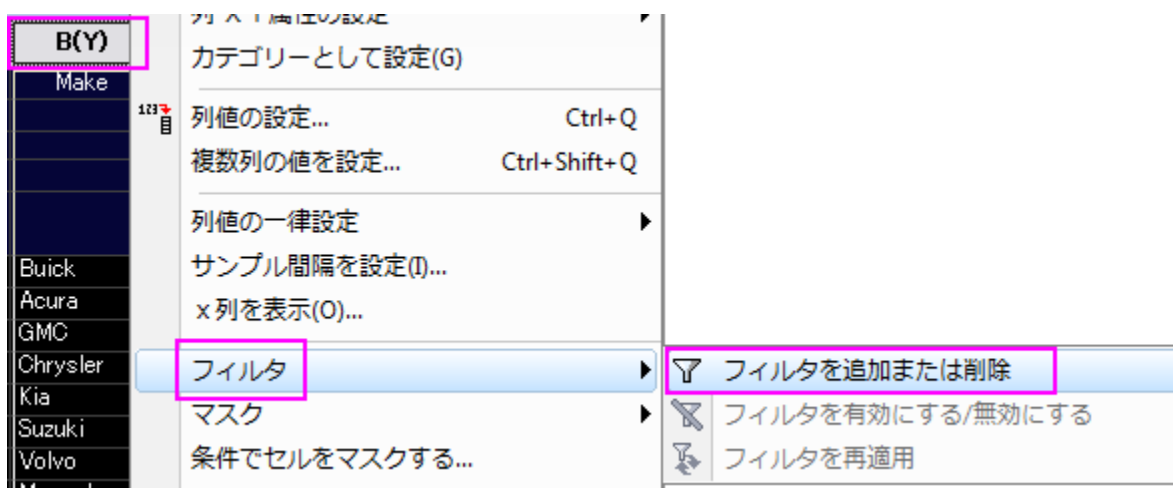 B(Y)
Make
Buick
Acura
GMC
Chrysler
Kia
Suzuki
Volvo
カテゴリーとして設定(G)
列値の設定... Ctrl+Q
複数列の値を設定... Ctrl+Shift+Q
列値の一律設定
サンプル間隔を設定(I)...
x列を表示(O)...
フィルタ
マスク
条件でセルをマスクする...
フィルタを追加または削除
フィルタを有効にする/無効にする
フィルタを再適用